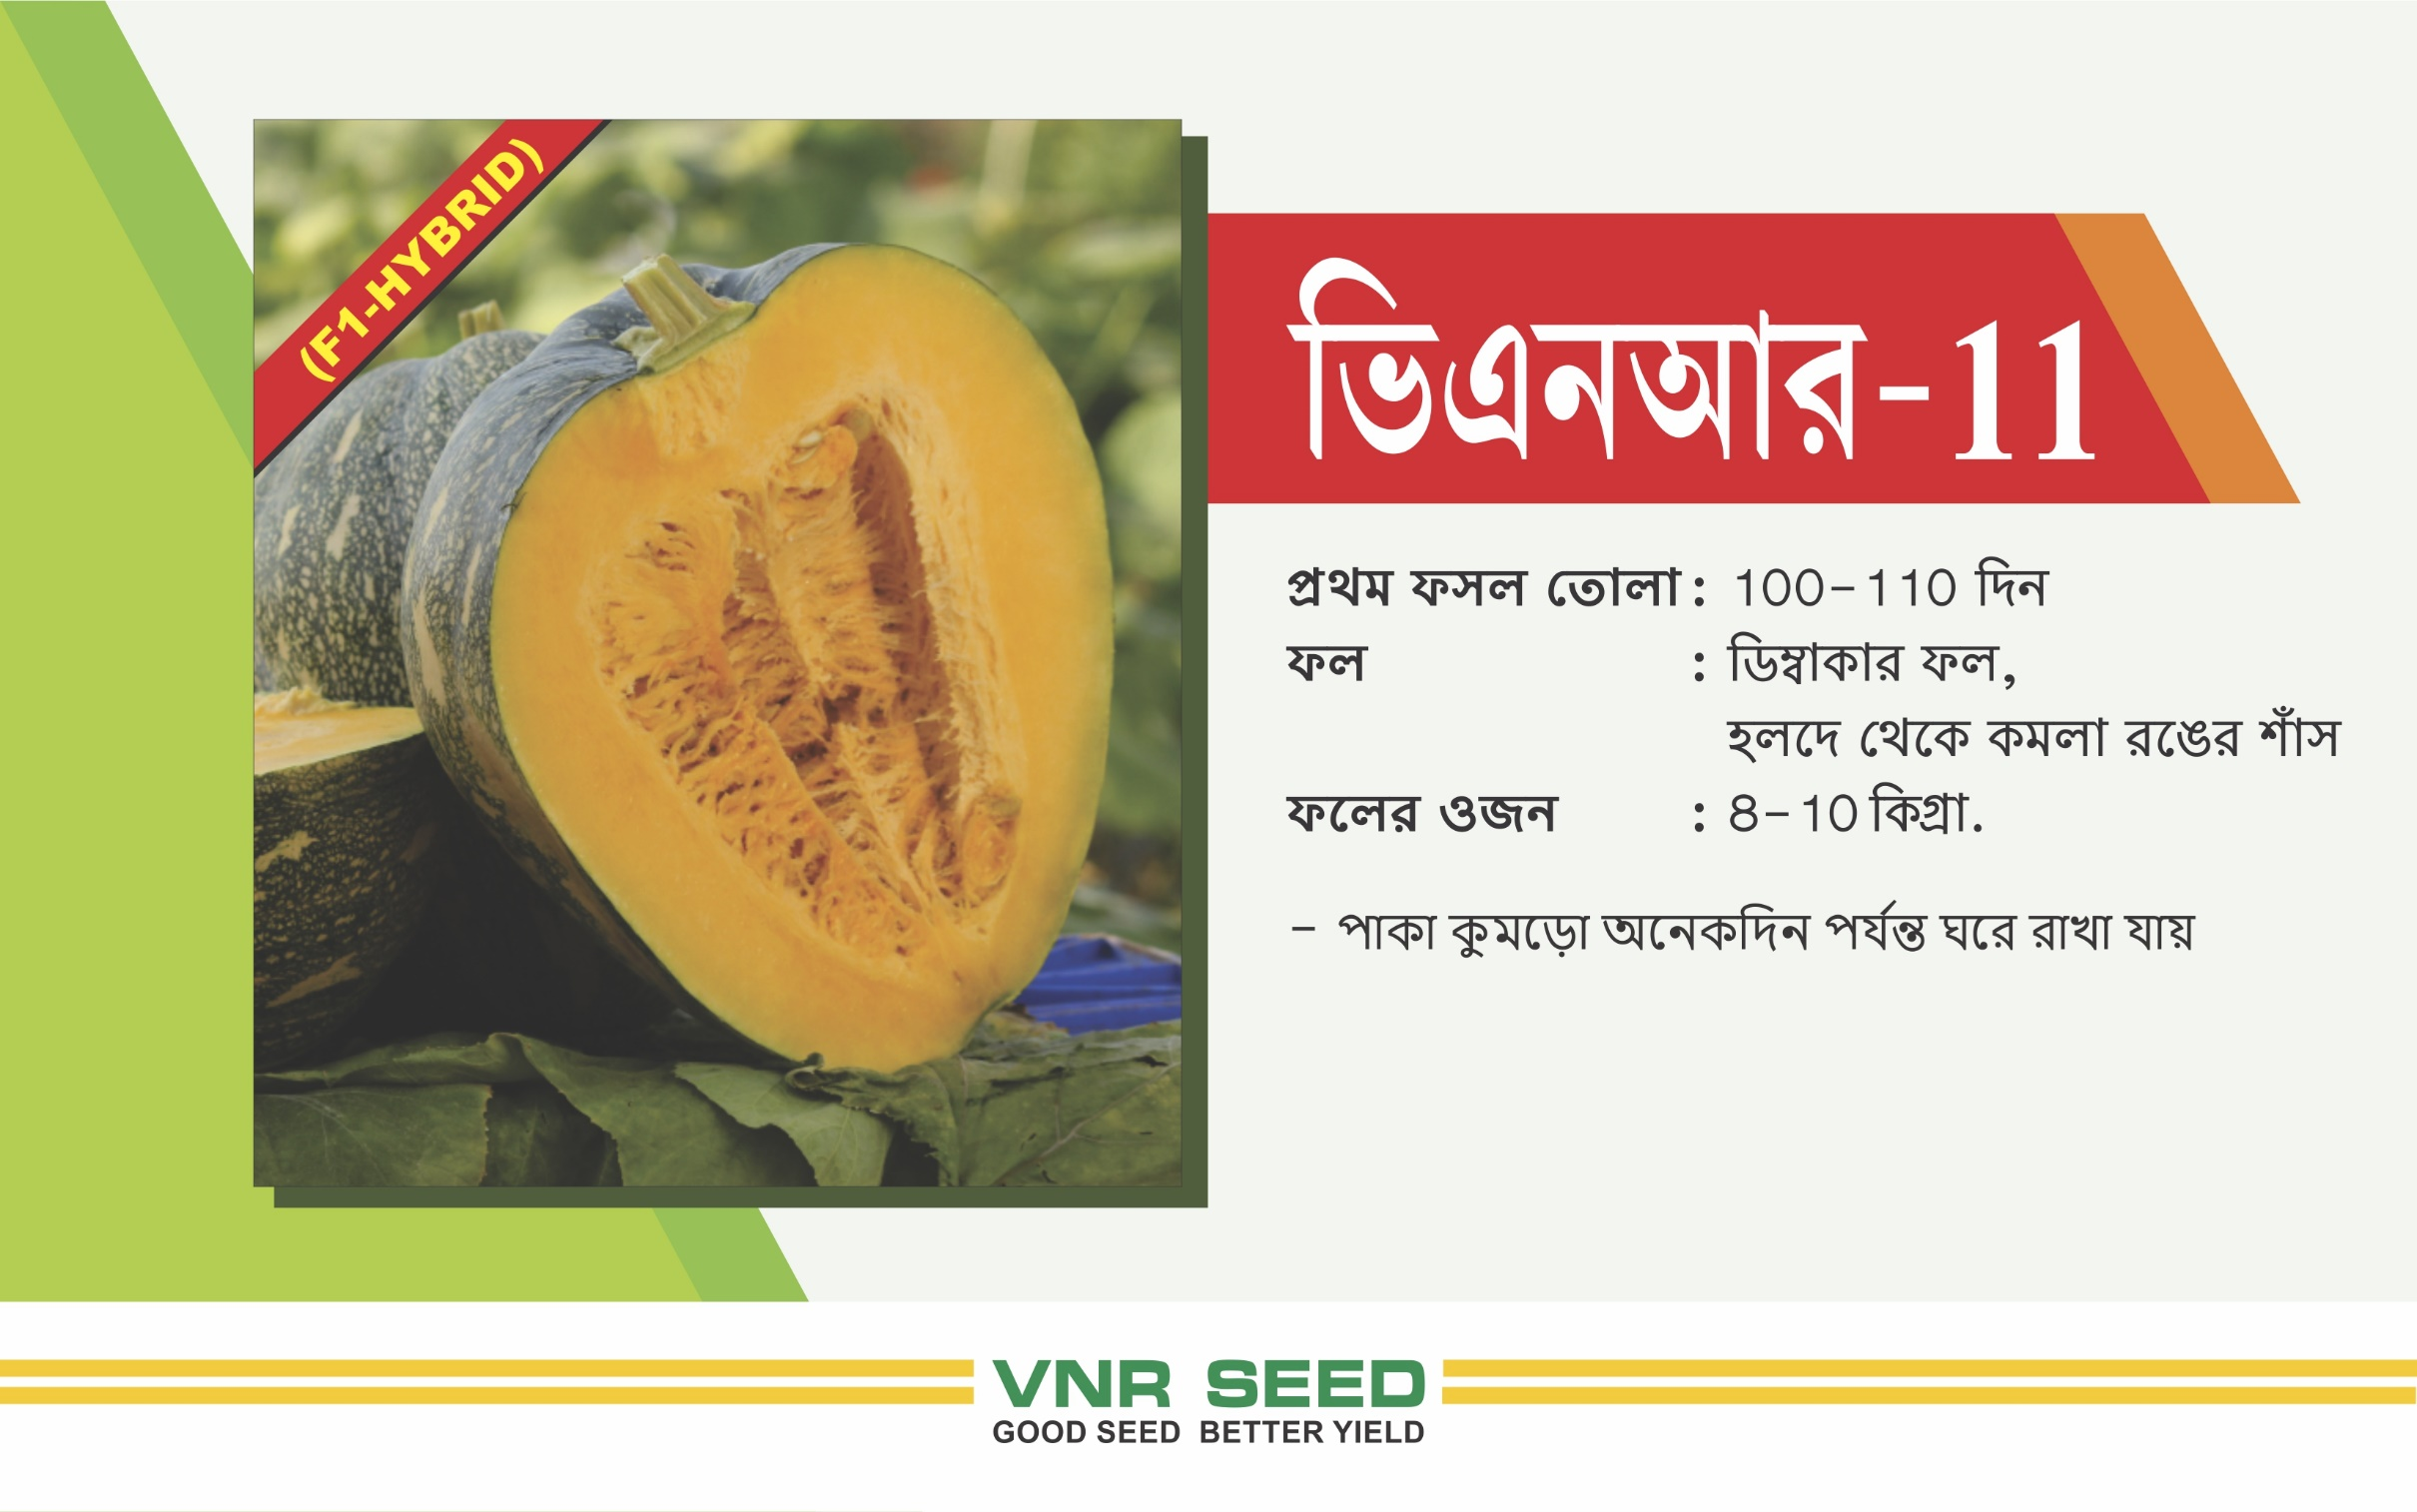 (F1-HYBRID))
ভিএনআর-11
প্রথম ফসল তোলা : 100-110 দিন
ফল : ডিম্বাকার ফল,
হলদে থেকে কমলা রঙের শাঁস
ফলের ওজন : 8-10 কিগ্রা.
- পাকা কুমড়ো অনেকদিন পর্যন্ত ঘরে রাখা যায়
VNR SEED
GOOD SEED BETTER YIELD